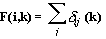 F(i,k) = ∑_j δ_ij (k)